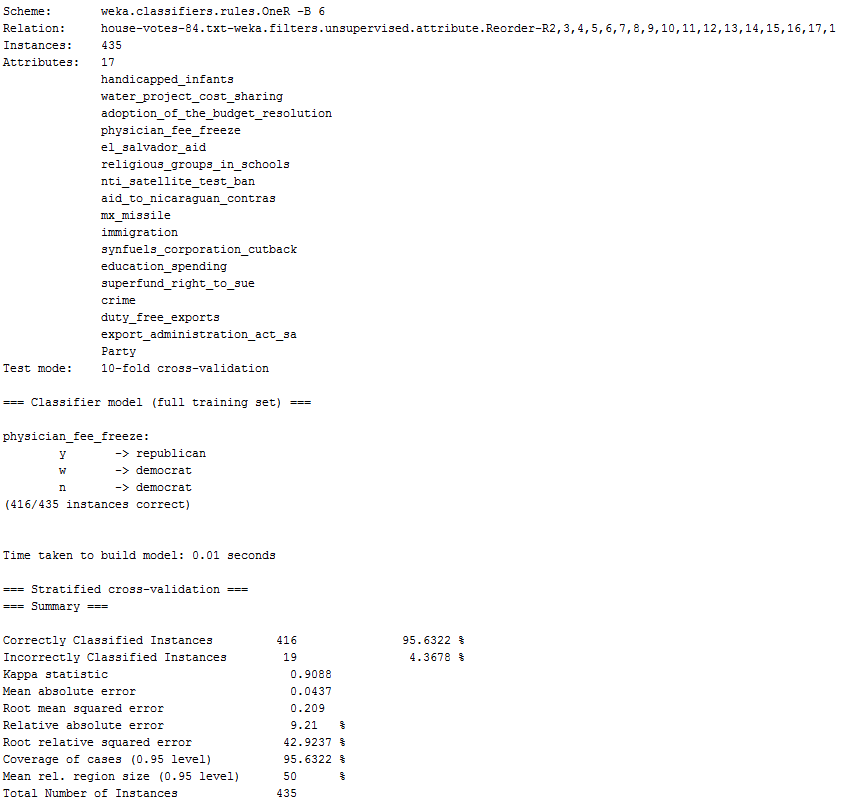 Scheme: weka.classifiers.rules.OneR -B 6
Relation: house-votes-84.txt-weka.filters.unsupervised.attribute.Reorder-R2,3,4,5,6,7,8,9,10,11,12,13,14,15,16,17,1
Instances: 435
Attributes: 17
handicapped_infants
water_project_cost_sharing
adoption_of_the_budget_resolution
physician_fee_freeze
el_salvador_aid
religious_groups_in_schools
nti_satellite_test_ban
aid_to_nicaraguan_contras
mx_missile
immigration
synfuels_corporation_cutback
education_spending
superfund_right_to_sue
crime
duty_free_exports
export_administration_act_sa
Party
Test mode: 10-fold cross-validation
=== Classifier model (full training set) ===
physician_fee_freeze:
y -> republican
w -> democrat
n -> democrat
(416/435 instances correct)
Time taken to build model: 0.01 seconds
=== Stratified cross-validation ===
=== Summary ===
Correctly Classified Instances 416 95.6322 %
Incorrectly Classified Instances 19 4.3678 %
Kappa statistic 0.9088
Mean absolute error 0.0437
Root mean squared error 0.209
Relative absolute error 9.21 %
Root relative squared error 42.9237 %
Coverage of cases (0.95 level) 95.6322 %
Mean rel. region size (0.95 level) 50 %
Total Number of Instances 435